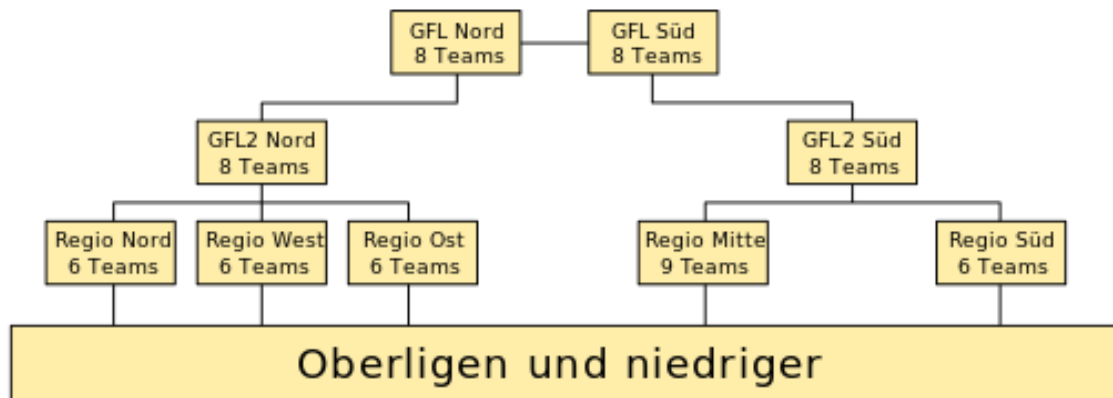 GFL Nord
8 Teams
GFL Süd
8 Teams
GFL2 Nord
8 Teams
GFL2 Süd
8 Teams
Regio Nord
6 Teams
Regio West
6 Teams
Regio Ost
6 Teams
Regio Mitte
9 Teams
Regio Süd
6 Teams
Oberligen und niedriger